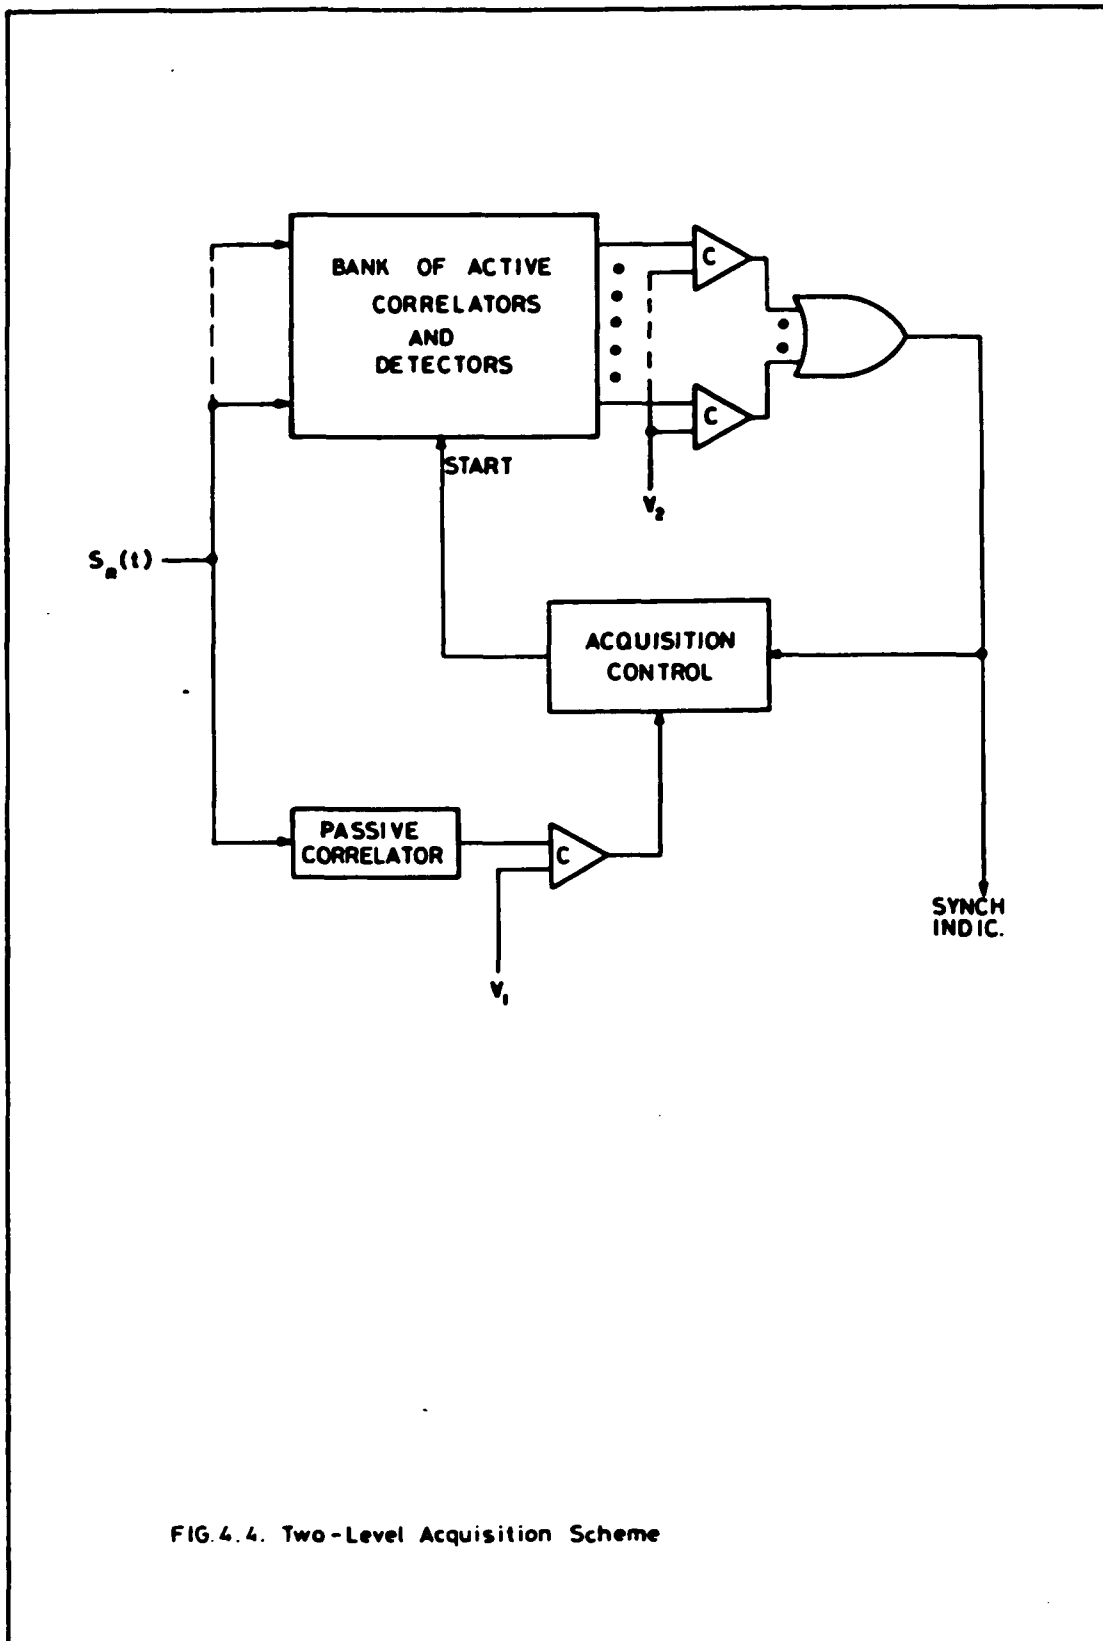 BANK OF ACTIVE
CORRELATORS
AND
DETECTORS
C
C
START
V₂
Sₙ(t)
ACQUISITION
CONTROL
PASSIVE
CORRELATOR
C
V₁
SYNCH
INDIC.
FIG.4.4. Two-Level Acquisition Scheme